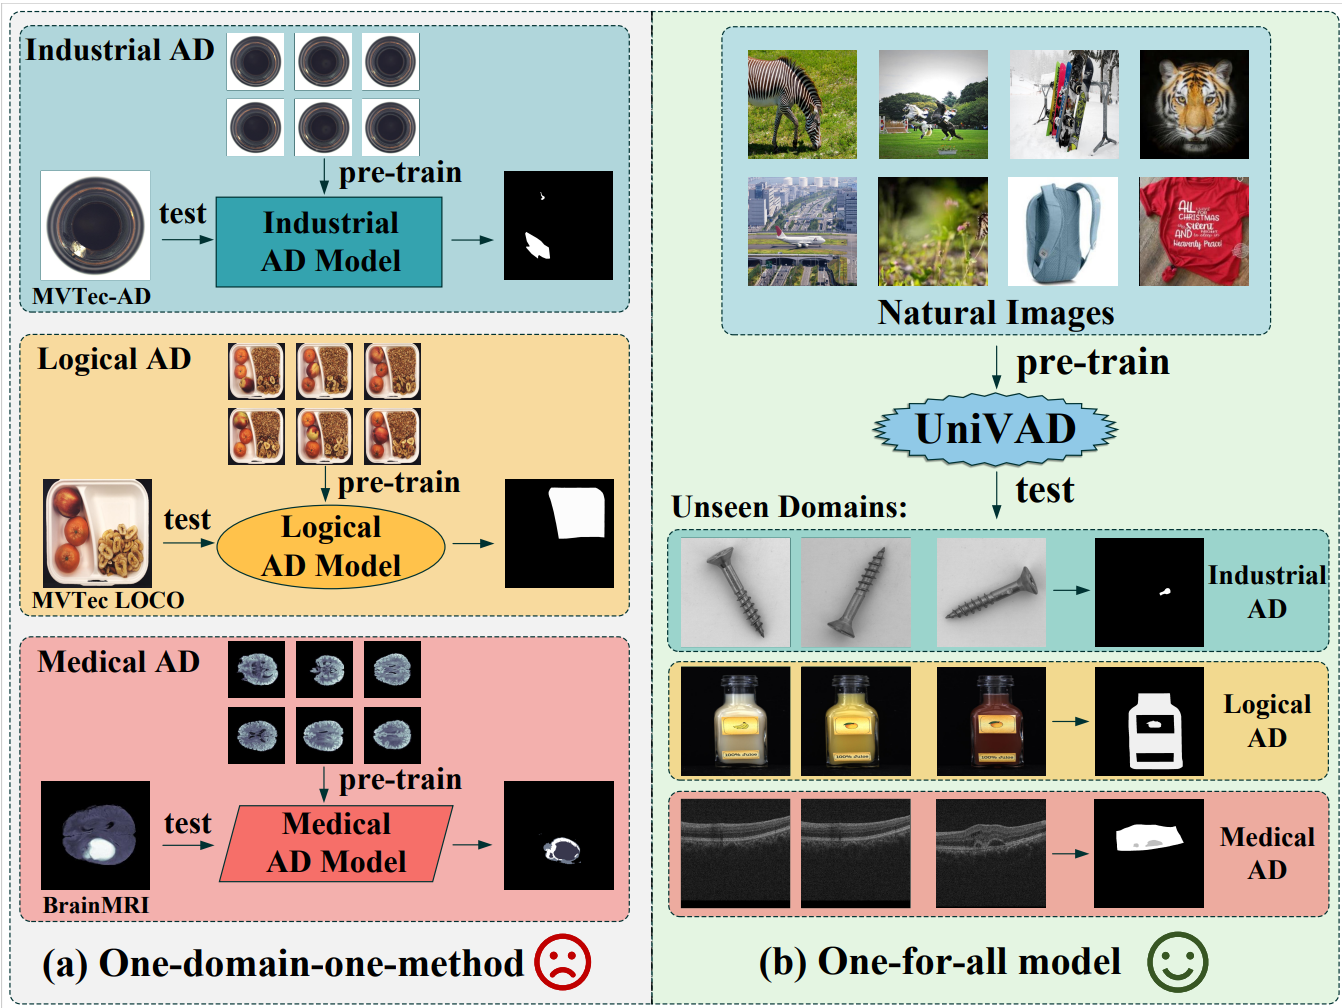 Industrial AD
pre-train
test
Industrial
AD Model
MVTec-AD
Logical AD
pre-train
test
Logical
AD Model
MVTec LOCO
Medical AD
pre-train
test
Medical
AD Model
BrainMRI
(a) One-domain-one-method
ALL
CHRISTMAS
SILENT
AND
Heavenly Peace!
Natural Images
pre-train
UniVAD
test
Unseen Domains:
Industrial
AD
100% Juice
100% Juice
100% Juice
Logical
AD
Medical
AD
(b) One-for-all model